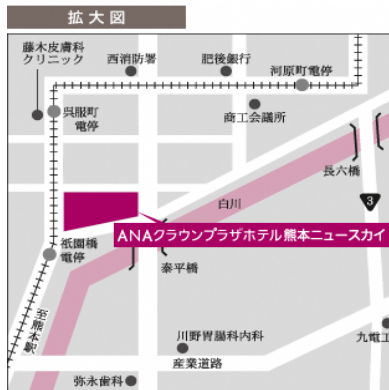 拡大図
藤木皮膚科
クリニック
西消防署
肥後銀行
河原町電停
呉服町
電停
商工会議所
長六橋
白川
3
ANAクラウンプラザホテル熊本ニュースカイ
祇園橋
電停
泰平橋
至熊本駅
川野胃腸科内科
九電工
産業道路
弥永歯科